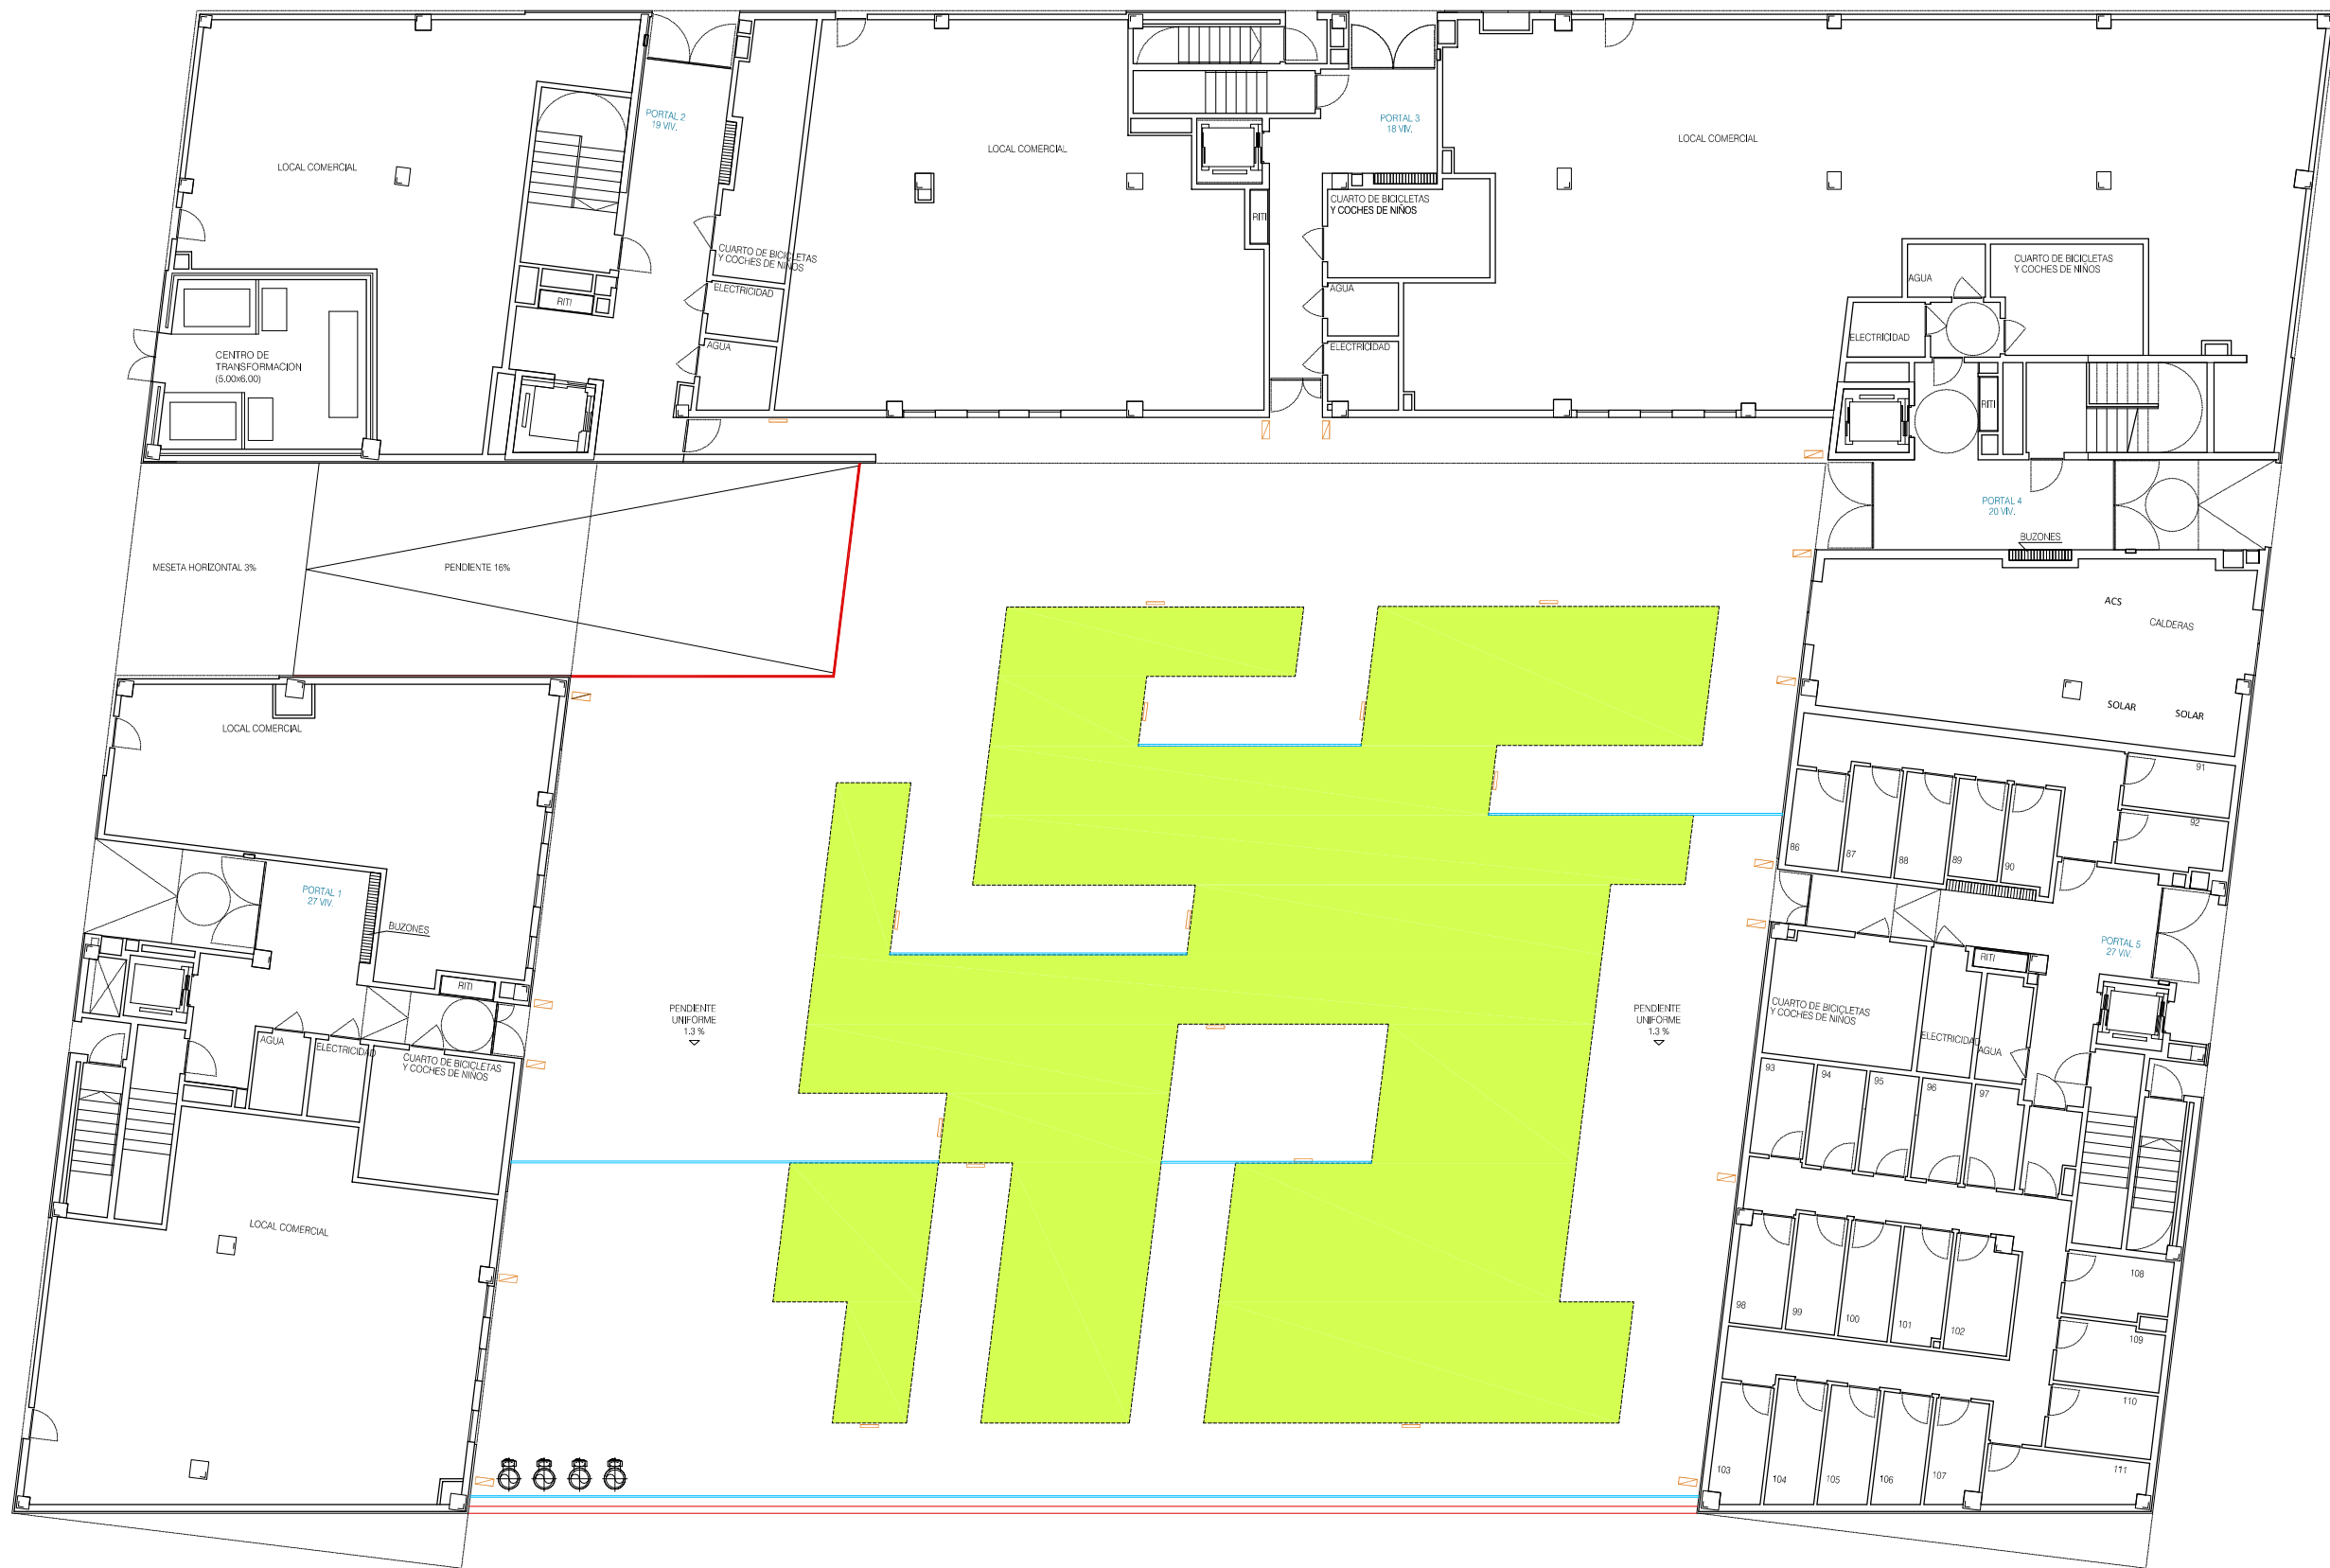 PORTAL 2
19 VIV.
PORTAL 3
18 VIV.
LOCAL COMERCIAL
LOCAL COMERCIAL
LOCAL COMERCIAL
CUARTO DE BICICLETAS
Y COCHES DE NIÑOS
RITI
CUARTO DE BICICLETAS
Y COCHES DE NIÑOS
CUARTO DE BICICLETAS
Y COCHES DE NIÑOS
AGUA
ELECTRICIDAD
RITI
AGUA
ELECTRICIDAD
AGUA
ELECTRICIDAD
CENTRO DE
TRANSFORMACION
(5.00x6.00)
RITI
PORTAL 4
20 VIV.
BUZONES
MESETA HORIZONTAL 3%
PENDIENTE 16%
ACS
CALDERAS
SOLAR
SOLAR
LOCAL COMERCIAL
91
92
86
87
88
89
90
PORTAL 1
27 VIV.
BUZONES
PORTAL 5
27 VIV.
RITI
RITI
PENDIENTE
UNIFORME
1.3 %
PENDIENTE
UNIFORME
1.3 %
CUARTO DE BICICLETAS
Y COCHES DE NIÑOS
ELECTRICIDAD
AGUA
AGUA
ELECTRICIDAD
CUARTO DE BICICLETAS
Y COCHES DE NIÑOS
93
94
95
96
97
LOCAL COMERCIAL
98
99
100
101
102
108
109
110
111
103
104
105
106
107